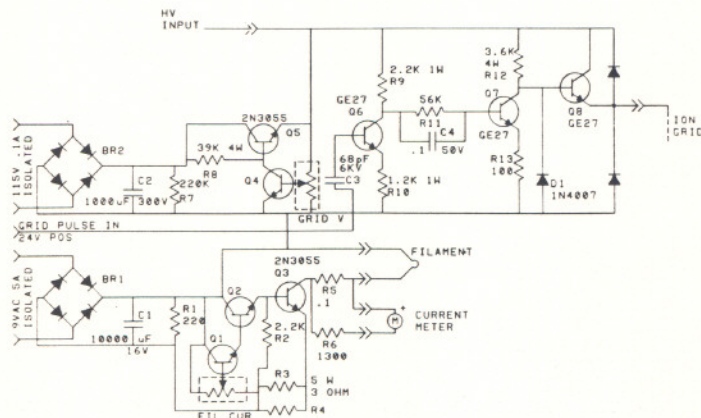 HV
INPUT
3.6K
4W
R12
2.2K 1W
R9
2N3055
GE27
Q6
56K
R11
Q7
Q8
GE27
ION
GRID
115V .1A
ISOLATED
BR2
39K 4W
R8
Q5
.1
C4
50V
GE27
Q4
68pF
6KV
C3
R13
100
C2
1000uF 300V
220K
R7
1.2K 1W
R10
D1
1N4007
GRID V
GRID PULSE IN
24V POS
9VAC 5A
ISOLATED
BR1
2N3055
Q3
FILAMENT
Q2
R5
.1
C1
10000 uF
16V
R1
220
2.2K
R2
+
M
CURRENT
METER
Q1
R6
1300
R3
5 W
3 OHM
FIL CUR
R4